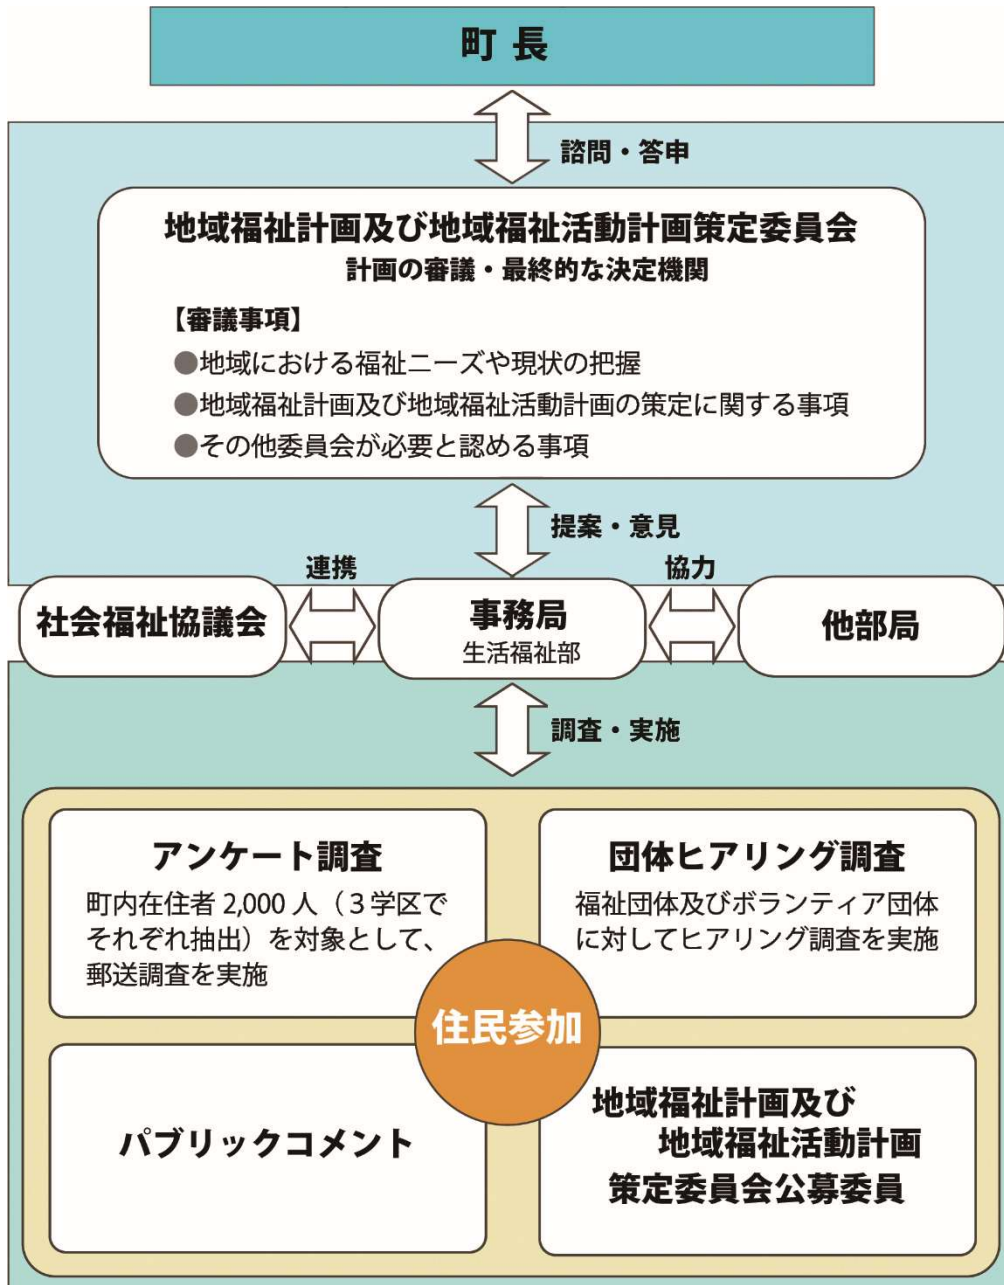 町長
諮問・答申
地域福祉計画及び地域福祉活動計画策定委員会
計画の審議・最終的な決定機関
【審議事項】
●地域における福祉ニーズや現状の把握
●地域福祉計画及び地域福祉活動計画の策定に関する事項
●その他委員会が必要と認める事項
提案・意見
連携
協力
社会福祉協議会
事務局
生活福祉部
他部局
調査・実施
アンケート調査
町内在住者 2,000 人（３学区で
それぞれ抽出）を対象として、
郵送調査を実施
団体ヒアリング調査
福祉団体及びボランティア団体
に対してヒアリング調査を実施
住民参加
パブリックコメント
地域福祉計画及び
地域福祉活動計画
策定委員会公募委員